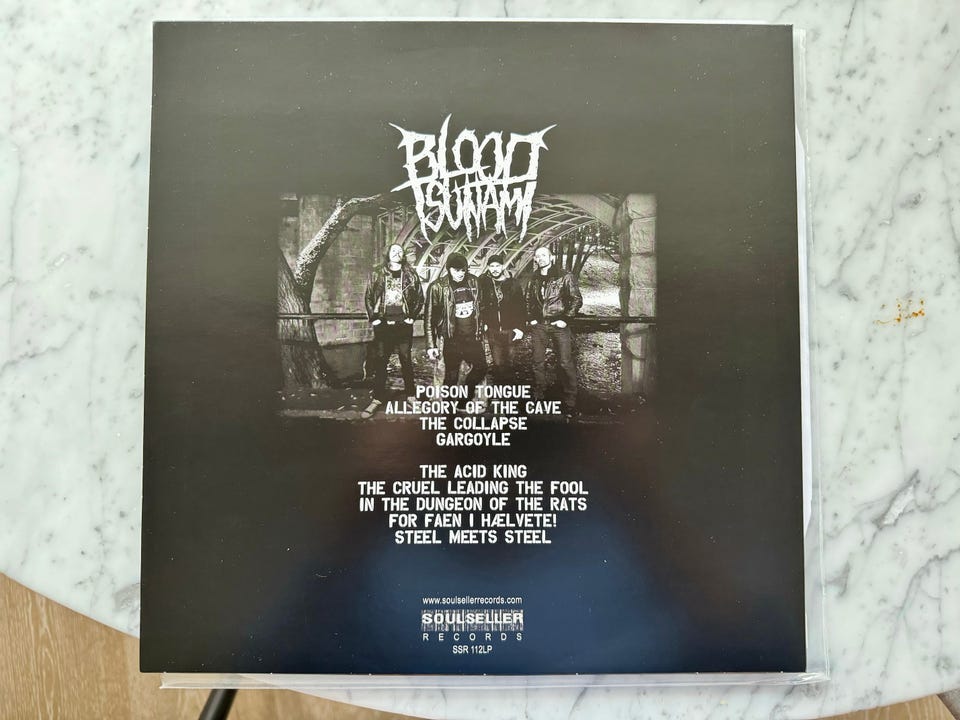 BLOOD
TSUNAMI
POISON TONGUE
ALLEGORY OF THE CAVE
THE COLLAPSE
GARGOYLE
THE ACID KING
THE CRUEL LEADING THE FOOL
IN THE DUNGEON OF THE RATS
FOR FAEN I HÆLVETE!
STEEL MEETS STEEL
www.soulsellerrecords.com
SOULSELLER
RECORDS
SSR 112LP